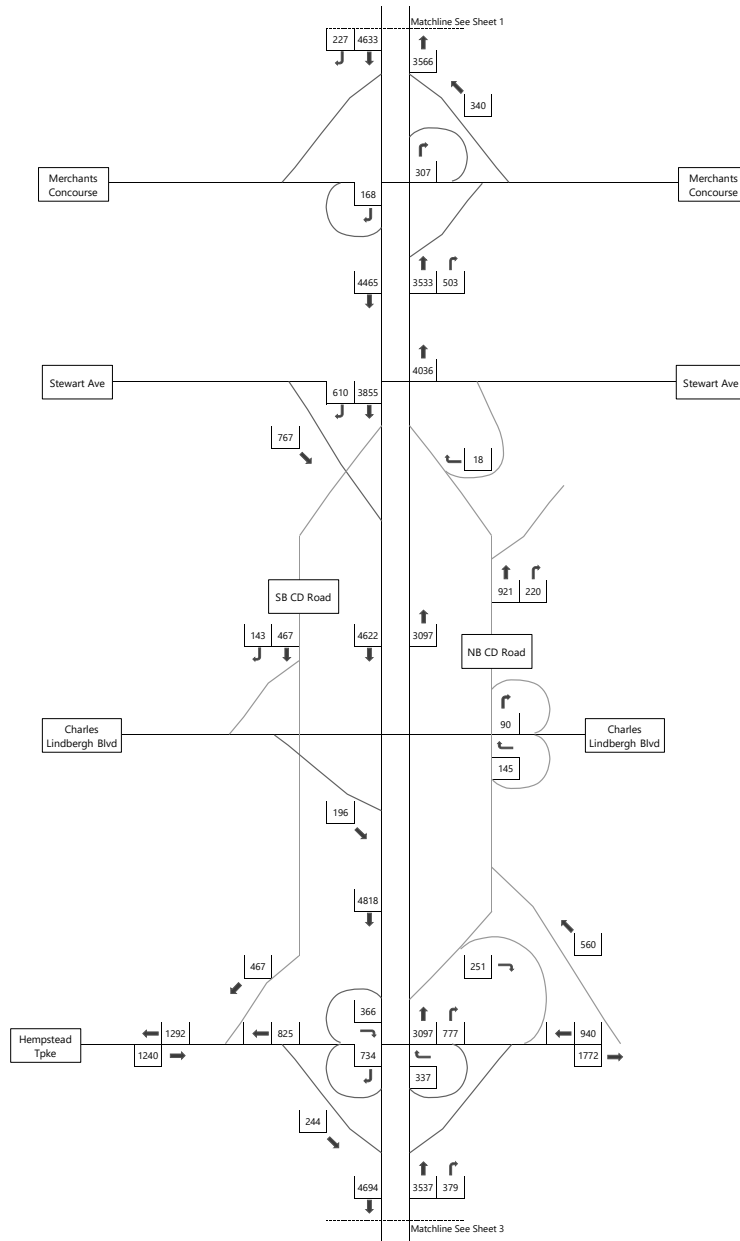 Matchline See Sheet 1
227 4633
3566
340
Merchants
Concourse
307
Merchants
Concourse
168
4465
3533 503
4036
Stewart Ave
Stewart Ave
610 3855
767
18
921 220
SB CD Road
143 467
4622
3097
NB CD Road
90
Charles
Lindbergh Blvd
Charles
Lindbergh Blvd
145
196
4818
560
467
251
366
Hempstead
Tpke
1292
825
3097 777
940
1240
734
1772
337
244
4694
3537 379
Matchline See Sheet 3